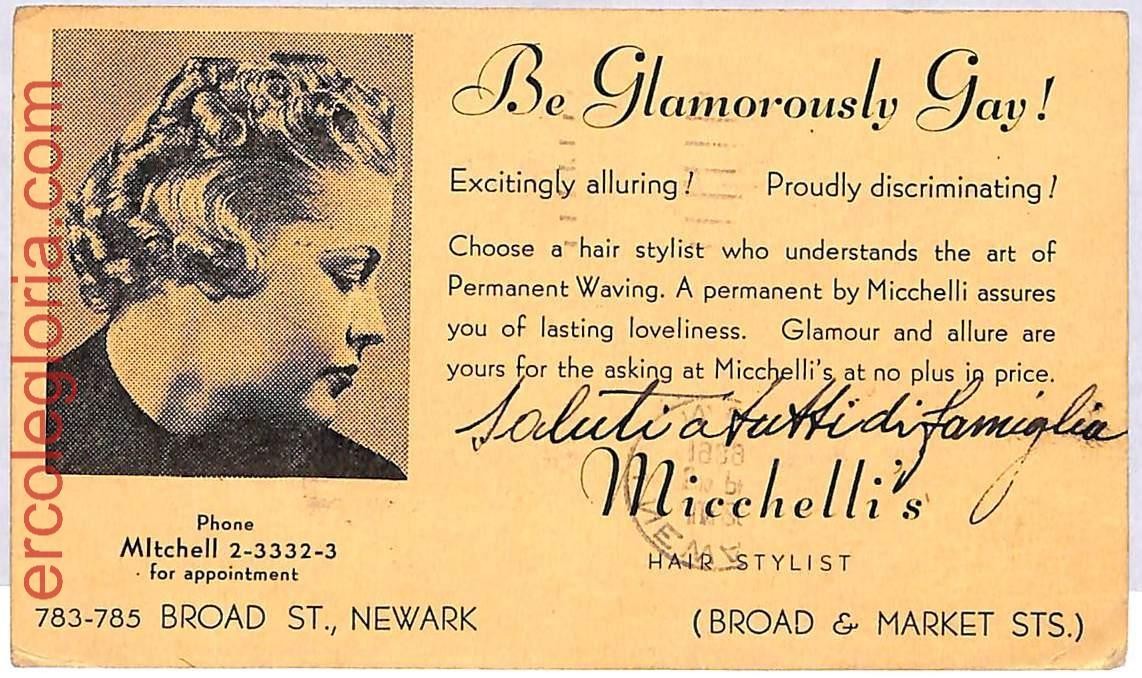 ercolegloria.com
Be Glamorously Gay!
Excitingly alluring! Proudly discriminating!
Choose a hair stylist who understands the art of
Permanent Waving. A permanent by Micchelli assures
you of lasting loveliness. Glamour and allure are
yours for the asking at Micchelli's at no plus in price.
Saluti a tutti di famiglia
Micchelli's
HAIR STYLIST
Phone
MItchell 2-3332-3
for appointment
783-785 BROAD ST., NEWARK
(BROAD & MARKET STS.)